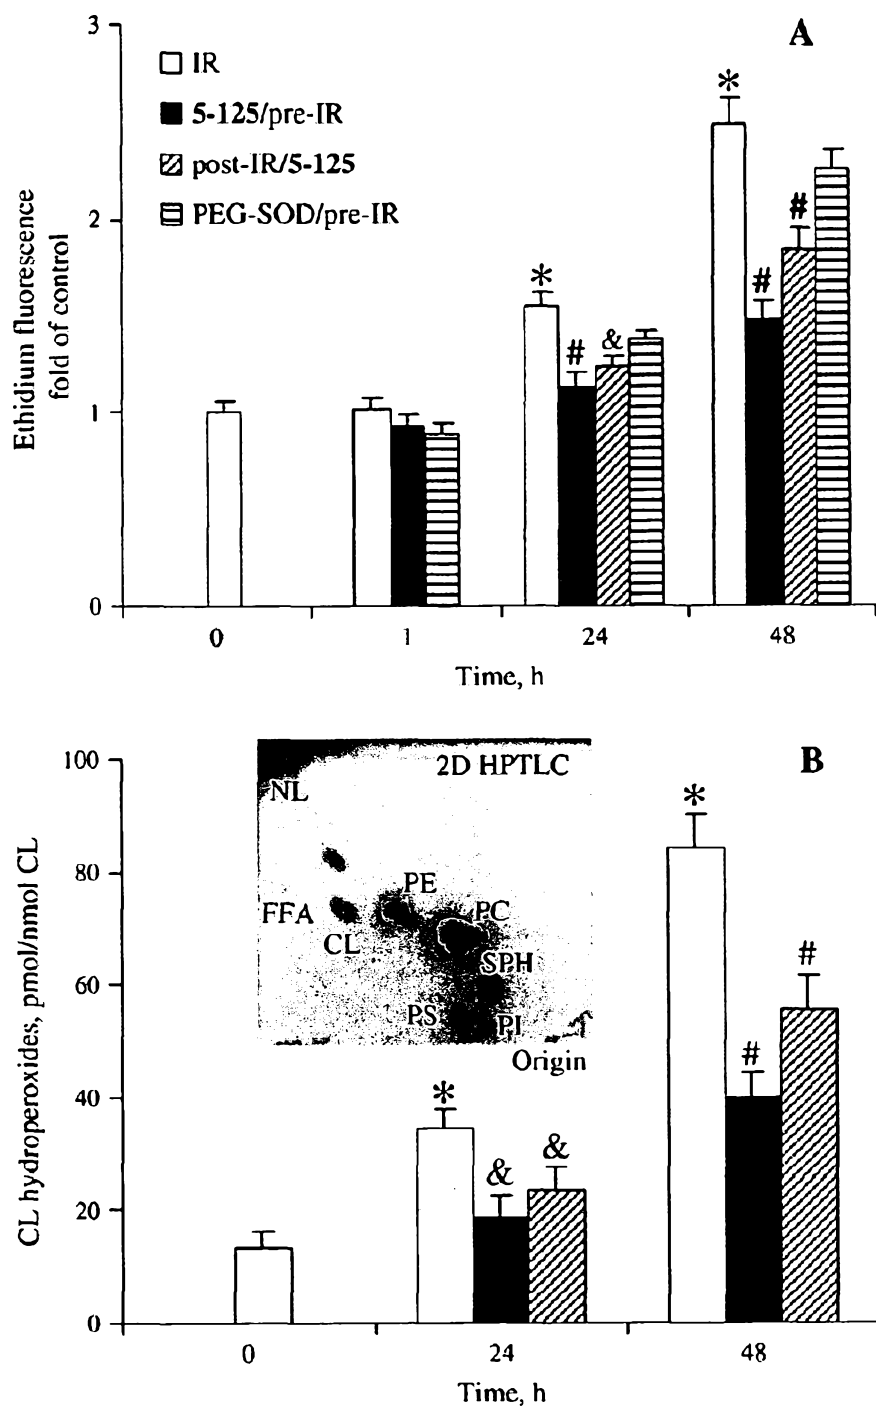 A
3
2
1
0
Ethidium fluorescence
fold of control
IR
5-125/pre-IR
post-IR/5-125
PEG-SOD/pre-IR
*
#
&
*
#
#
0
1
24
48
Time, h
B
100
80
60
40
20
0
CL hydroperoxides, pmol/nmol CL
2D HPTLC
NL
PE
FFA
PC
CL
SPH
PS
PI
Origin
*
&
&
*
#
#
0
24
48
Time, h